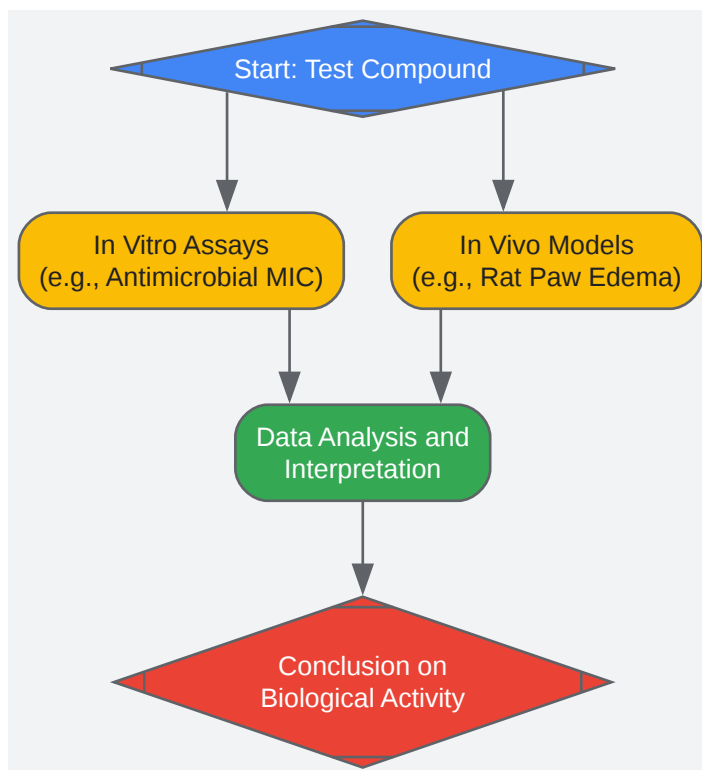 Start: Test Compound
In Vitro Assays
(e.g., Antimicrobial MIC)
In Vivo Models
(e.g., Rat Paw Edema)
Data Analysis and
Interpretation
Conclusion on
Biological Activity